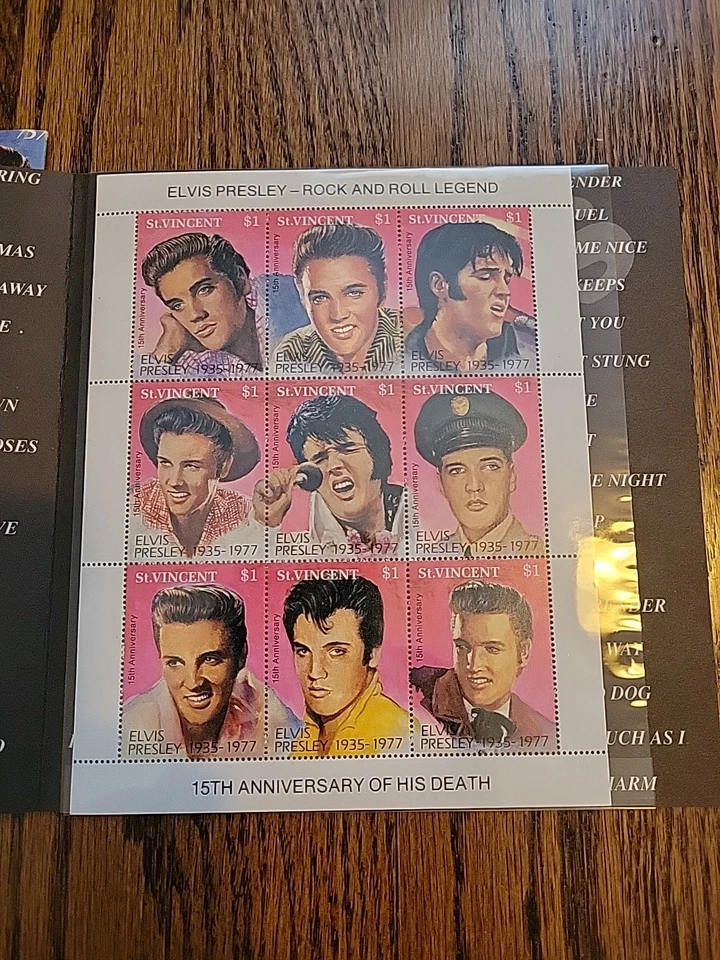 RING
MAS
AWAY
E .
WN
OSES
VE
ELVIS PRESLEY – ROCK AND ROLL LEGEND
St.VINCENT $1
15th Anniversary
ELVIS
PRESLEY 1935-1977
St.VINCENT $1
15th Anniversary
ELVIS
PRESLEY 1935-1977
St.VINCENT $1
15th Anniversary
ELVIS
PRESLEY 1935-1977
St.VINCENT $1
15th Anniversary
ELVIS
PRESLEY 1935-1977
St.VINCENT $1
15th Anniversary
ELVIS
PRESLEY 1935-1977
St.VINCENT $1
15th Anniversary
ELVIS
PRESLEY 1935-1977
St.VINCENT $1
15th Anniversary
ELVIS
PRESLEY 1935-1977
St.VINCENT $1
15th Anniversary
ELVIS
PRESLEY 1935-1977
St.VINCENT $1
15th Anniversary
ELVIS
PRESLEY 1935-1977
15TH ANNIVERSARY OF HIS DEATH
ENDER
UEL
ME NICE
KEEPS
T YOU
T STUNG
E
T
E NIGHT
P
ENDER
WAY
DOG
UCH AS I
HARM